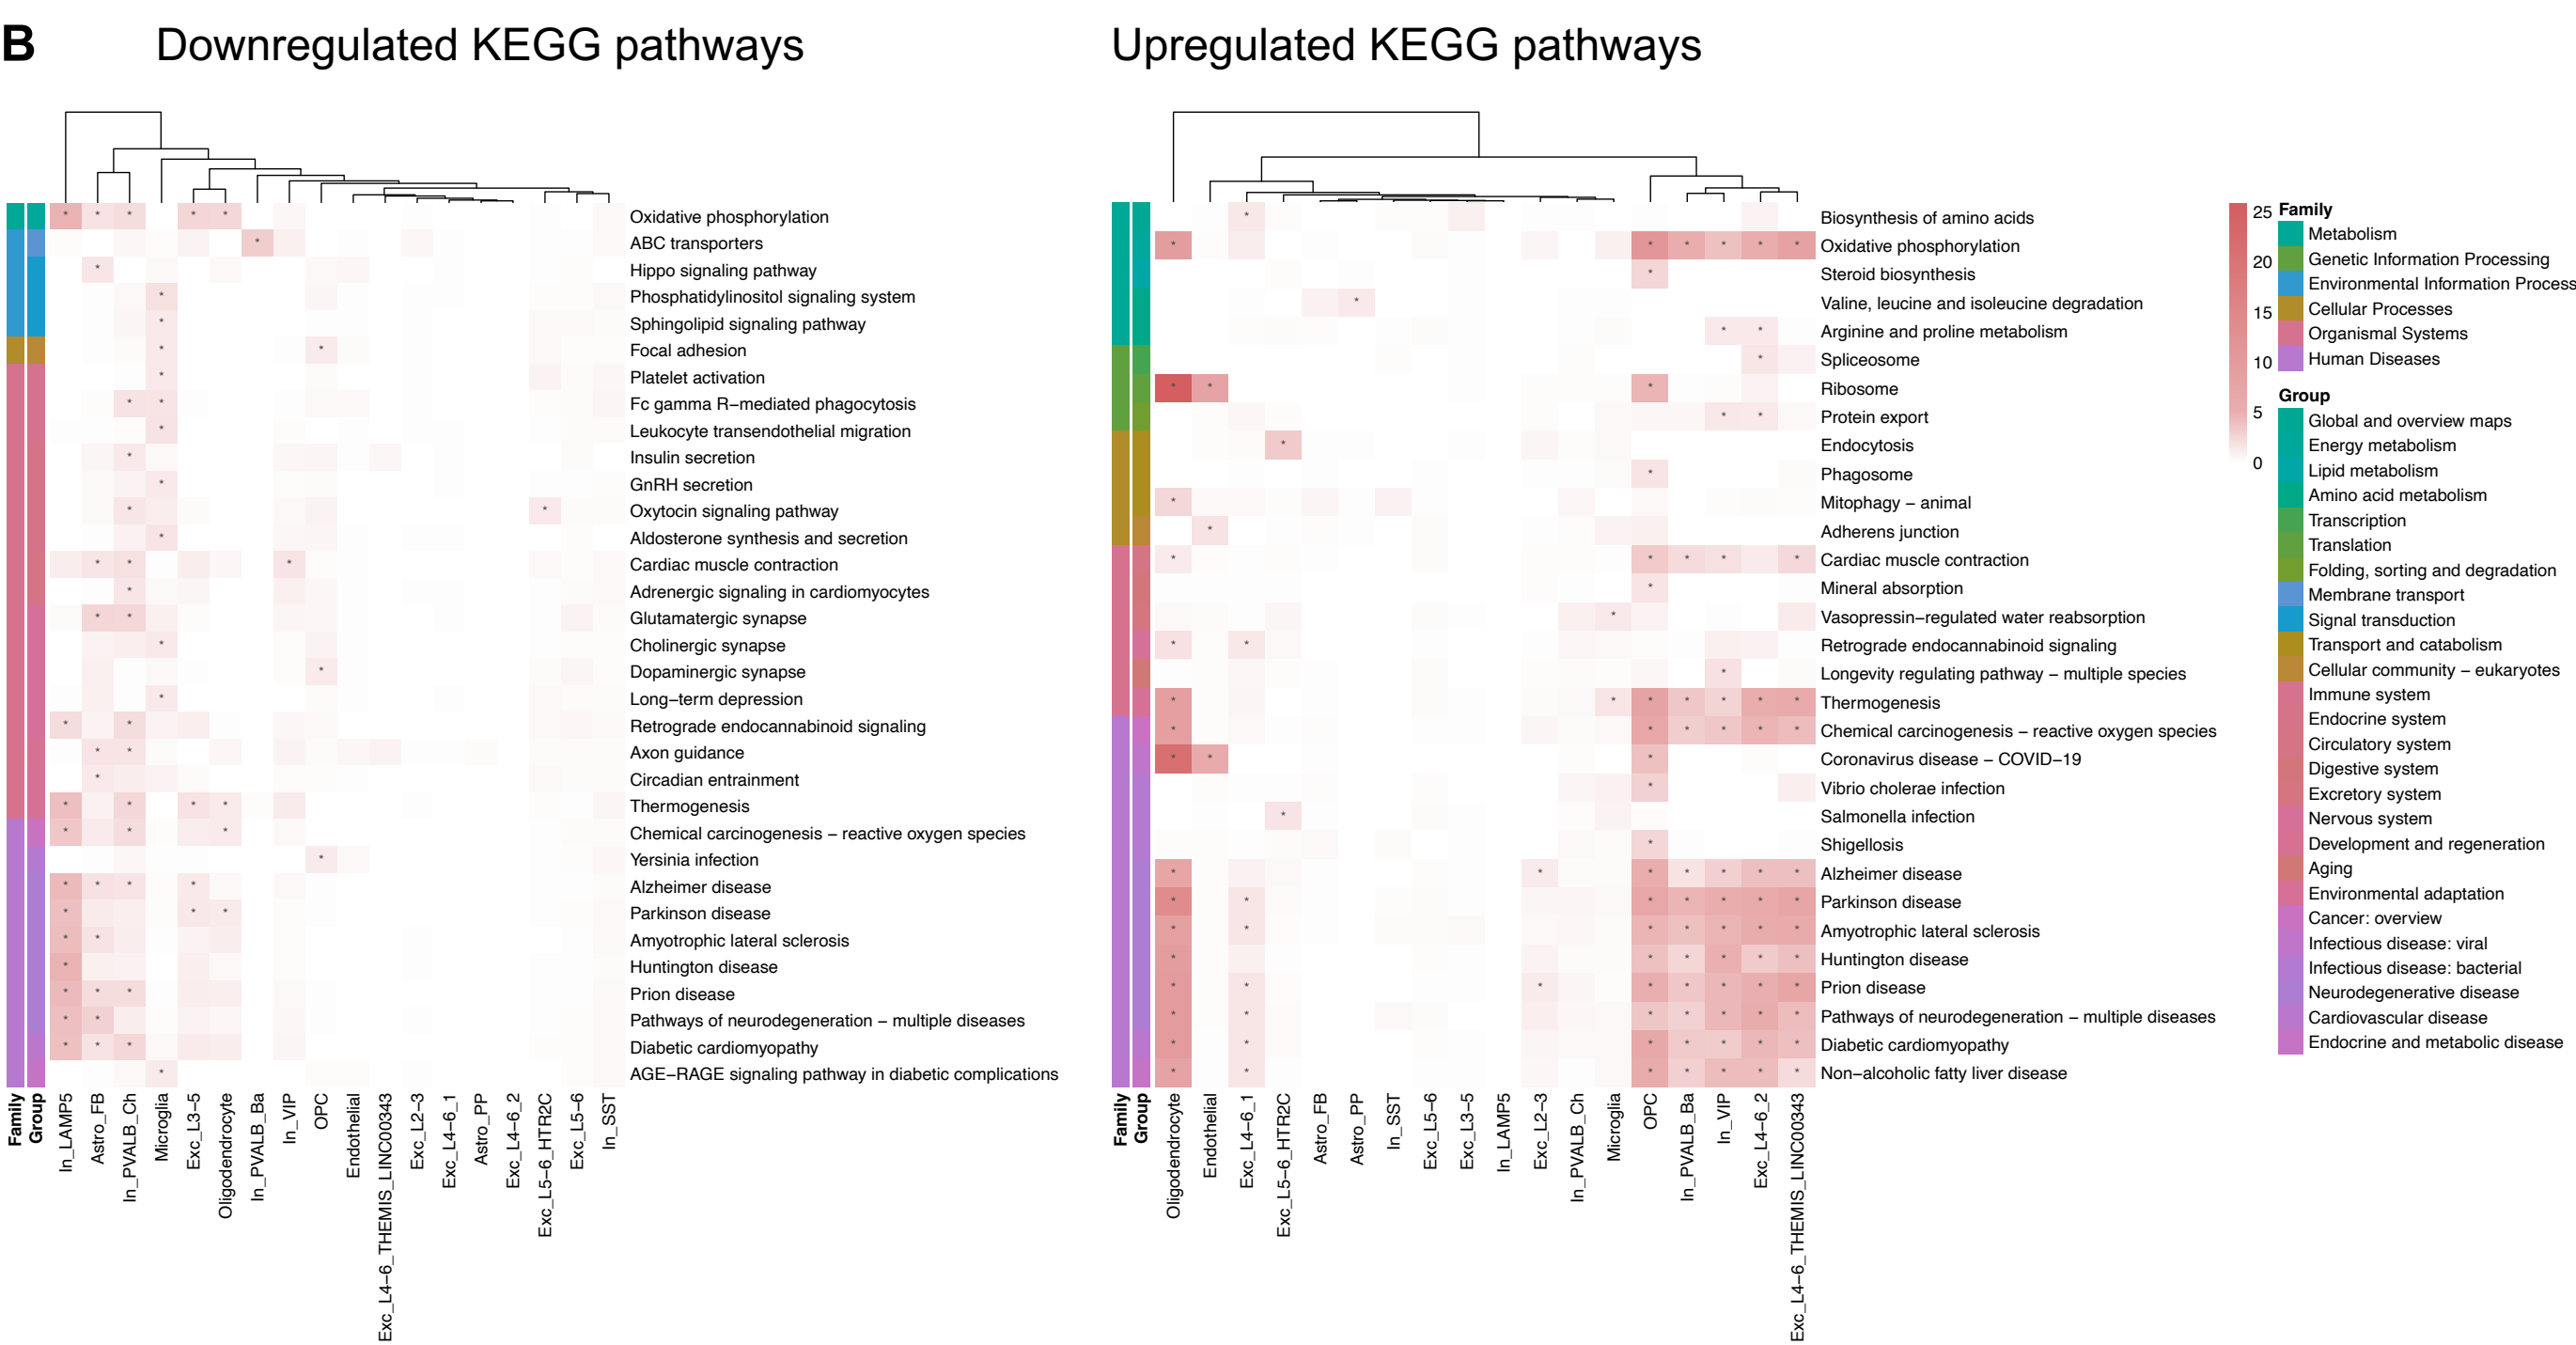 B
Downregulated KEGG pathways
Upregulated KEGG pathways
Oxidative phosphorylation
ABC transporters
Hippo signaling pathway
Phosphatidylinositol signaling system
Sphingolipid signaling pathway
Focal adhesion
Platelet activation
Fc gamma R−mediated phagocytosis
Leukocyte transendothelial migration
Insulin secretion
GnRH secretion
Oxytocin signaling pathway
Aldosterone synthesis and secretion
Cardiac muscle contraction
Adrenergic signaling in cardiomyocytes
Glutamatergic synapse
Cholinergic synapse
Dopaminergic synapse
Long−term depression
Retrograde endocannabinoid signaling
Axon guidance
Circadian entrainment
Thermogenesis
Chemical carcinogenesis − reactive oxygen species
Yersinia infection
Alzheimer disease
Parkinson disease
Amyotrophic lateral sclerosis
Huntington disease
Prion disease
Pathways of neurodegeneration − multiple diseases
Diabetic cardiomyopathy
AGE−RAGE signaling pathway in diabetic complications
Family
Group
In_LAMP5
Astro_FB
In_PVALB_Ch
Microglia
Exc_L3−5
Oligodendrocyte
In_PVALB_Ba
In_VIP
OPC
Endothelial
Exc_L4−6_THEMIS_LINC00343
Exc_L2−3
Exc_L4−6_1
Astro_PP
Exc_L4−6_2
Exc_L5−6_HTR2C
Exc_L5−6
In_SST
Biosynthesis of amino acids
Oxidative phosphorylation
Steroid biosynthesis
Valine, leucine and isoleucine degradation
Arginine and proline metabolism
Spliceosome
Ribosome
Protein export
Endocytosis
Phagosome
Mitophagy − animal
Adherens junction
Cardiac muscle contraction
Mineral absorption
Vasopressin−regulated water reabsorption
Retrograde endocannabinoid signaling
Longevity regulating pathway − multiple species
Thermogenesis
Chemical carcinogenesis − reactive oxygen species
Coronavirus disease − COVID−19
Vibrio cholerae infection
Salmonella infection
Shigellosis
Alzheimer disease
Parkinson disease
Amyotrophic lateral sclerosis
Huntington disease
Prion disease
Pathways of neurodegeneration − multiple diseases
Diabetic cardiomyopathy
Non−alcoholic fatty liver disease
Family
Group
Oligodendrocyte
Endothelial
Exc_L4−6_1
Exc_L5−6_HTR2C
Astro_FB
Astro_PP
In_SST
Exc_L5−6
Exc_L3−5
In_LAMP5
Exc_L2−3
In_PVALB_Ch
Microglia
OPC
In_PVALB_Ba
In_VIP
Exc_L4−6_2
Exc_L4−6_THEMIS_LINC00343
25
20
15
10
5
0
Family
Metabolism
Genetic Information Processing
Environmental Information Process
Cellular Processes
Organismal Systems
Human Diseases
Group
Global and overview maps
Energy metabolism
Lipid metabolism
Amino acid metabolism
Transcription
Translation
Folding, sorting and degradation
Membrane transport
Signal transduction
Transport and catabolism
Cellular community − eukaryotes
Immune system
Endocrine system
Circulatory system
Digestive system
Excretory system
Nervous system
Development and regeneration
Aging
Environmental adaptation
Cancer: overview
Infectious disease: viral
Infectious disease: bacterial
Neurodegenerative disease
Cardiovascular disease
Endocrine and metabolic disease